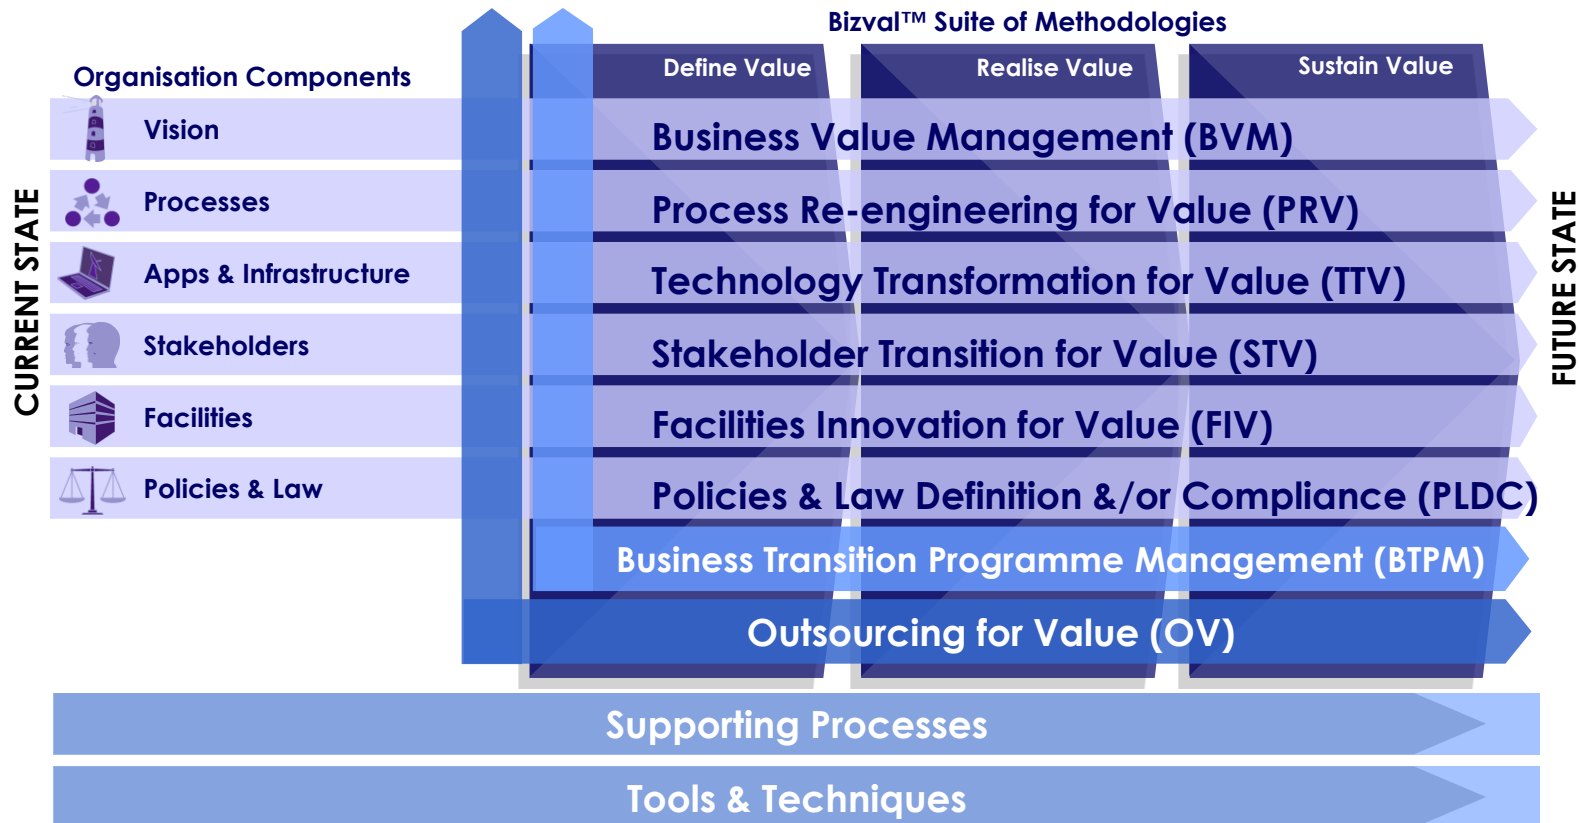 Bizval™ Suite of Methodologies
Define Value
Realise Value
Sustain Value
Organisation Components
CURRENT STATE
Vision
Business Value Management (BVM)
Processes
Process Re-engineering for Value (PRV)
Apps & Infrastructure
Technology Transformation for Value (TTV)
Stakeholders
Stakeholder Transition for Value (STV)
Facilities
Facilities Innovation for Value (FIV)
Policies & Law
Policies & Law Definition &/or Compliance (PLDC)
FUTURE STATE
Business Transition Programme Management (BTPM)
Outsourcing for Value (OV)
Supporting Processes
Tools & Techniques